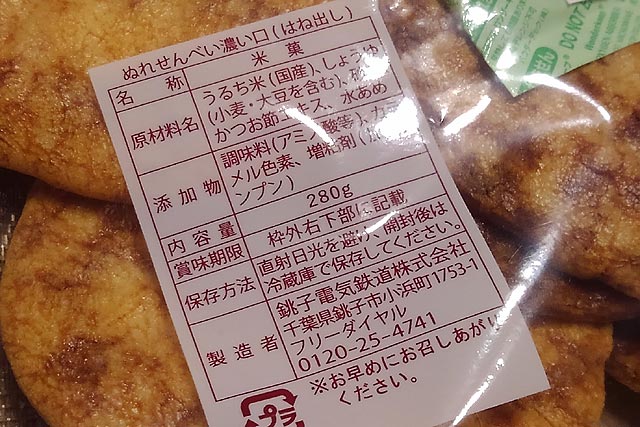 ぬれせんべい濃い口(はね出し)
名称 米菓
原材料名 うるち米(国産)、しょうゆ
(小麦・大豆を含む)、
かつお節エキス、水あめ
添加物 調味料(アミノ酸等)、カラ
メル色素、増粘剤(加
ンプン)
内容量 280g
賞味期限 枠外右下部に記載
保存方法 直射日光を避け、開封後は
冷蔵庫で保存してください。
製造者 銚子電気鉄道株式会社
千葉県銚子市小浜町1753-1
フリーダイヤル
0120-25-4741
※お早めにお召しあがり
ください。
プラ
DO NOT